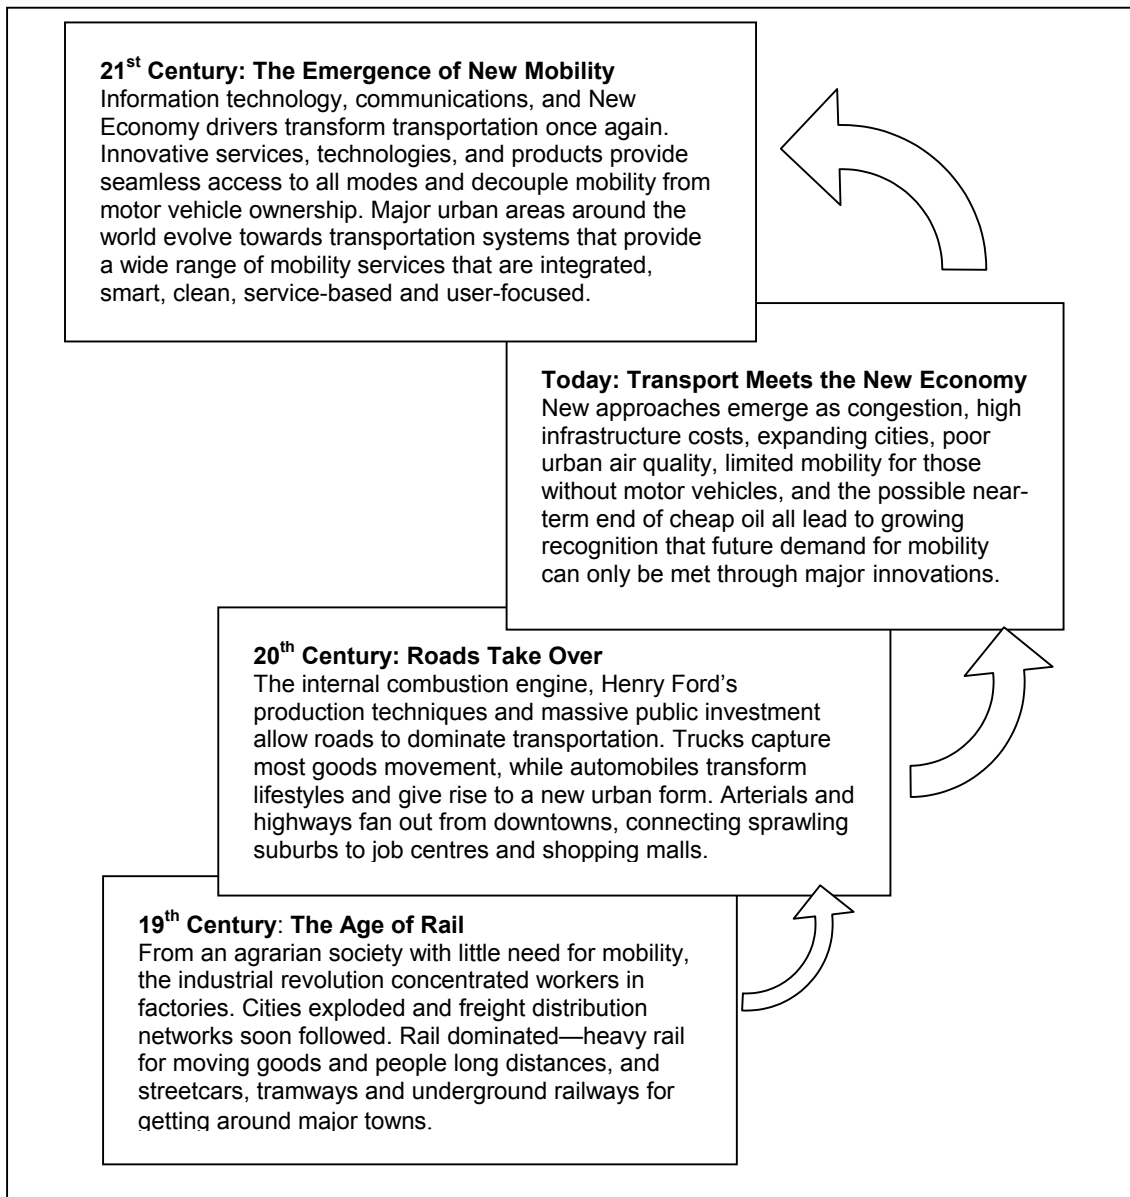 21st Century: The Emergence of New Mobility
Information technology, communications, and New
Economy drivers transform transportation once again.
Innovative services, technologies, and products provide
seamless access to all modes and decouple mobility from
motor vehicle ownership. Major urban areas around the
world evolve towards transportation systems that provide
a wide range of mobility services that are integrated,
smart, clean, service-based and user-focused.
Today: Transport Meets the New Economy
New approaches emerge as congestion, high
infrastructure costs, expanding cities, poor
urban air quality, limited mobility for those
without motor vehicles, and the possible near-
term end of cheap oil all lead to growing
recognition that future demand for mobility
can only be met through major innovations.
20th Century: Roads Take Over
The internal combustion engine, Henry Ford’s
production techniques and massive public investment
allow roads to dominate transportation. Trucks capture
most goods movement, while automobiles transform
lifestyles and give rise to a new urban form. Arterials and
highways fan out from downtowns, connecting sprawling
suburbs to job centres and shopping malls.
19th Century: The Age of Rail
From an agrarian society with little need for mobility,
the industrial revolution concentrated workers in
factories. Cities exploded and freight distribution
networks soon followed. Rail dominated—heavy rail
for moving goods and people long distances, and
streetcars, tramways and underground railways for
getting around major towns.